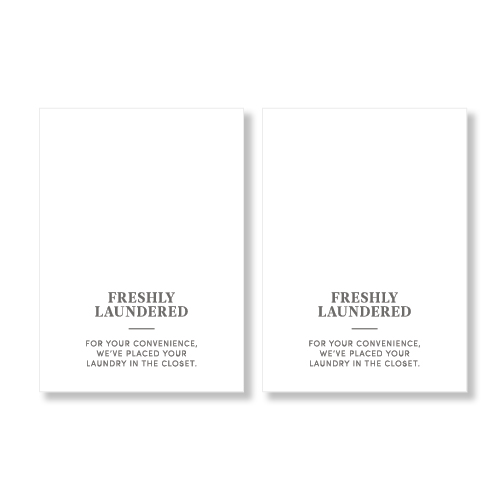 FRESHLY
LAUNDERED
FOR YOUR CONVENIENCE,
WE'VE PLACED YOUR
LAUNDRY IN THE CLOSET.
FRESHLY
LAUNDERED
FOR YOUR CONVENIENCE,
WE'VE PLACED YOUR
LAUNDRY IN THE CLOSET.